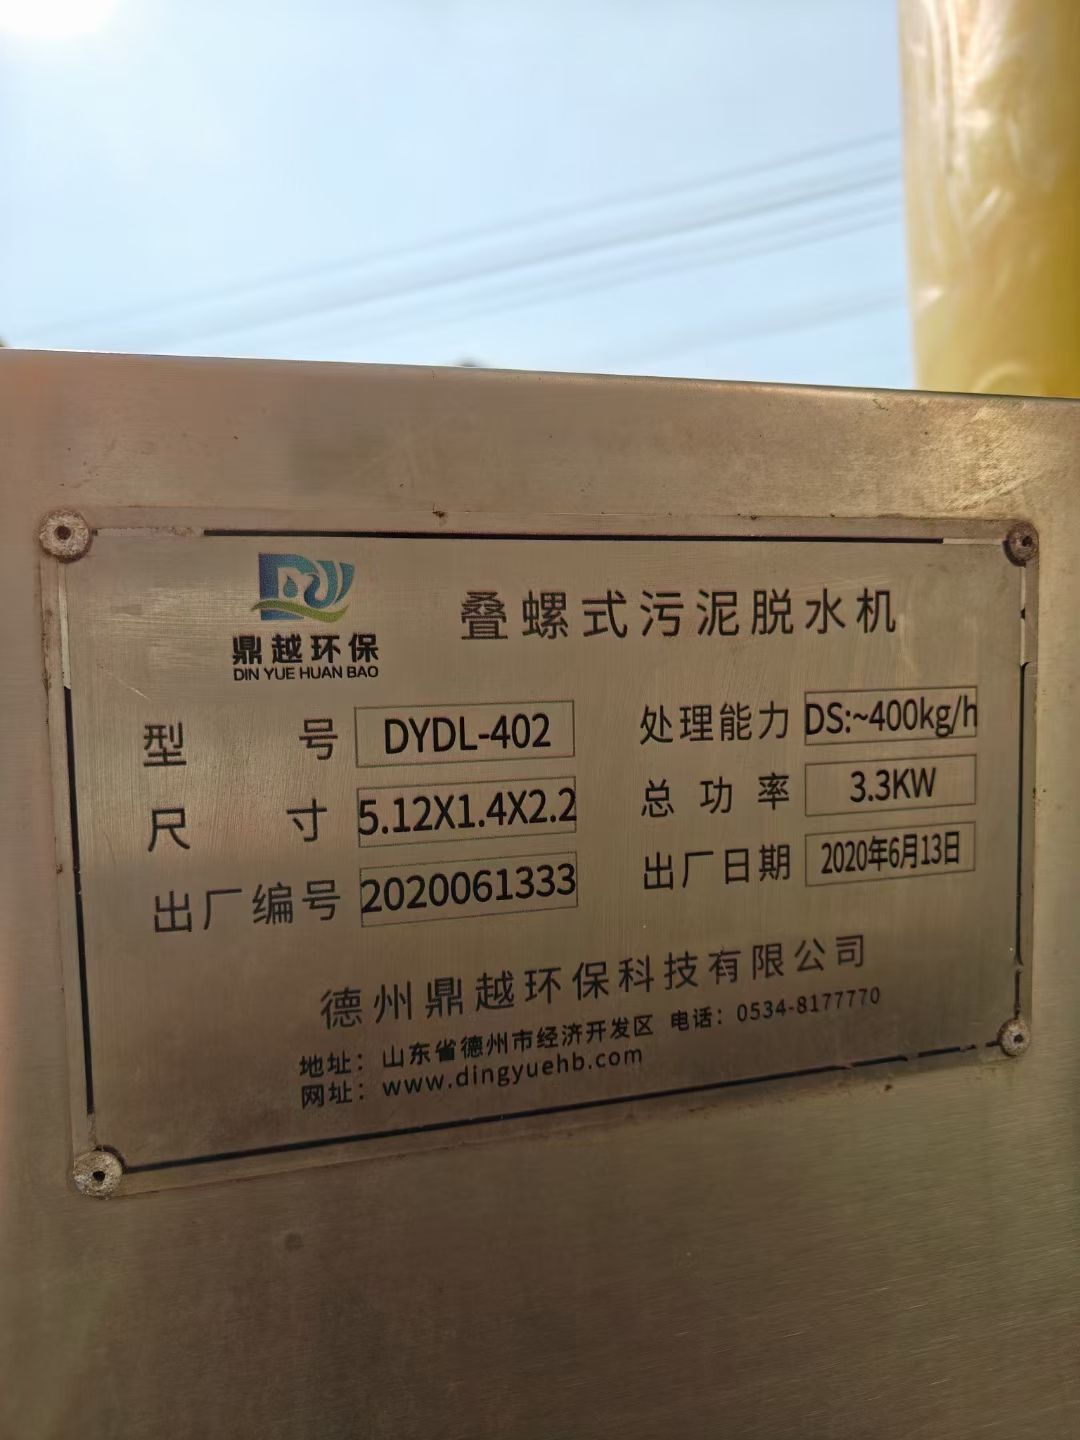 鼎越环保
DIN YUE HUAN BAO
叠螺式污泥脱水机
型号 DYDL-402 处理能力 DS:~400kg/h
尺寸 5.12X1.4X2.2 总功率 3.3KW
出厂编号 2020061333 出厂日期 2020年6月13日
德州鼎越环保科技有限公司
地址：山东省德州市经济开发区 电话：0534-8177770
网址：www.dingyuehb.com